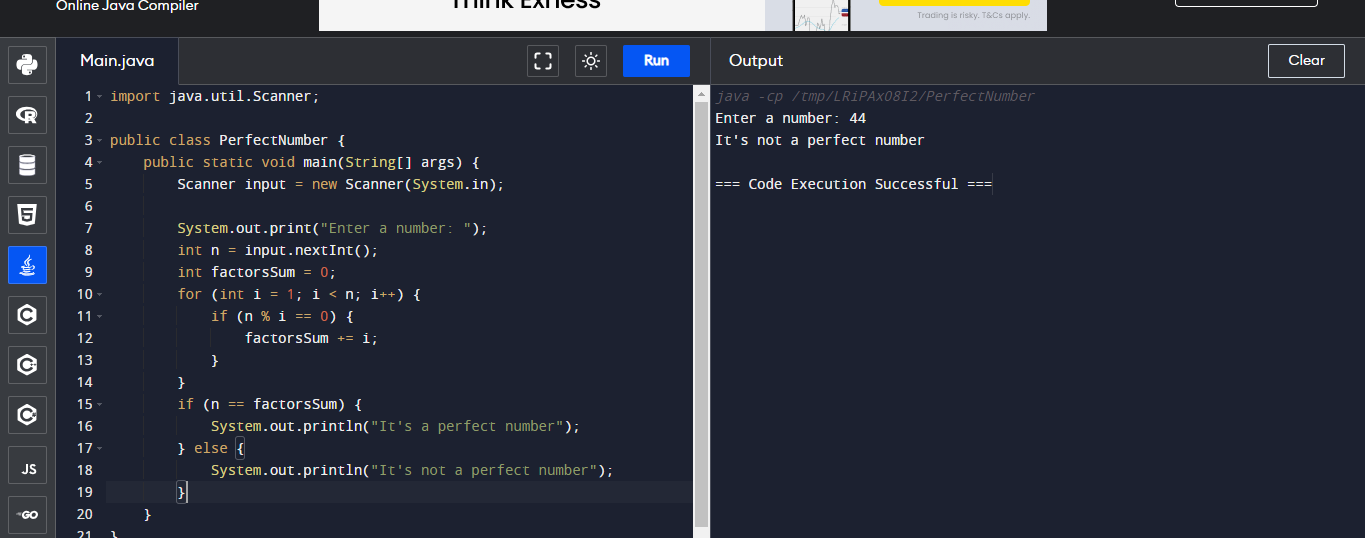 Online Java Compiler
Think Exness
Trading is risky. T&Cs apply.
Main.java
Run
Output
Clear
1 import java.util.Scanner;
2
3 public class PerfectNumber {
4     public static void main(String[] args) {
5         Scanner input = new Scanner(System.in);
6
7         System.out.print("Enter a number: ");
8         int n = input.nextInt();
9         int factorsSum = 0;
10         for (int i = 1; i < n; i++) {
11             if (n % i == 0) {
12                 factorsSum += i;
13             }
14         }
15         if (n == factorsSum) {
16             System.out.println("It's a perfect number");
17         } else {
18             System.out.println("It's not a perfect number");
19         }
20     }
21 }
java -cp /tmp/LRiPAxO8I2/PerfectNumber
Enter a number: 44
It's not a perfect number
=== Code Execution Successful ===
JS
GO